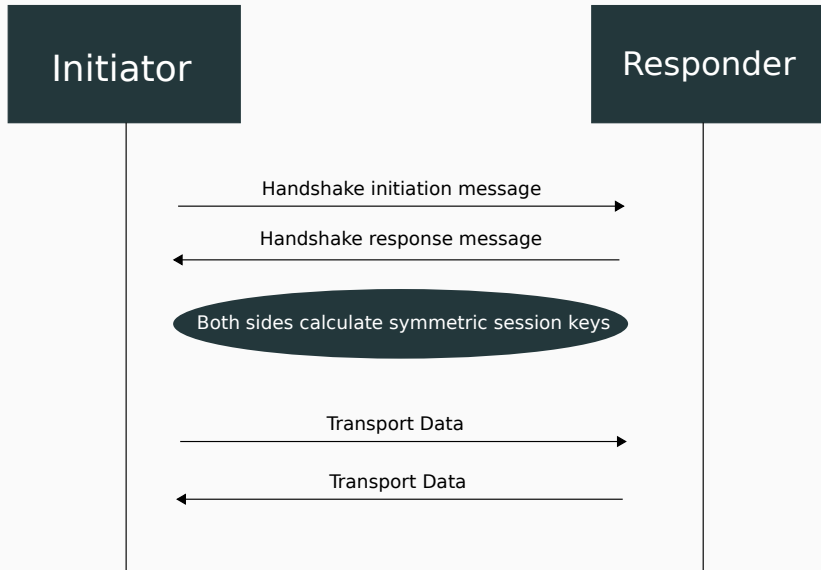 Initiator
Responder
Handshake initiation message
Handshake response message
Both sides calculate symmetric session keys
Transport Data
Transport Data